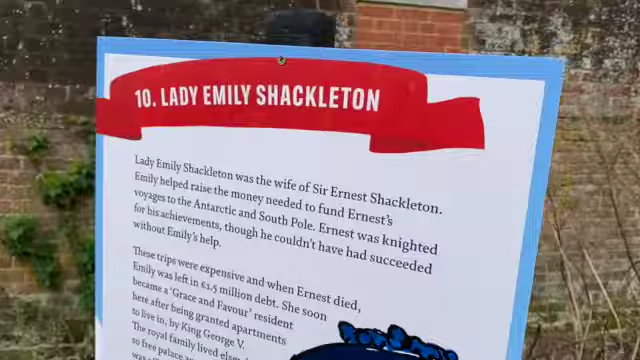 10. LADY EMILY SHACKLETON
Lady Emily Shackleton was the wife of Sir Ernest Shackleton.
Emily helped raise the money needed to fund Ernest's
voyages to the Antarctic and South Pole. Ernest was knighted
for his achievements, though he couldn't have had succeeded
without Emily's help.
These trips were expensive and when Ernest died,
Emily was left in £1.5 million debt. She soon
became a 'Grace and Favour' resident
here after being granted apartments
to live in, by King George V.
The royal family lived
so free palace
was